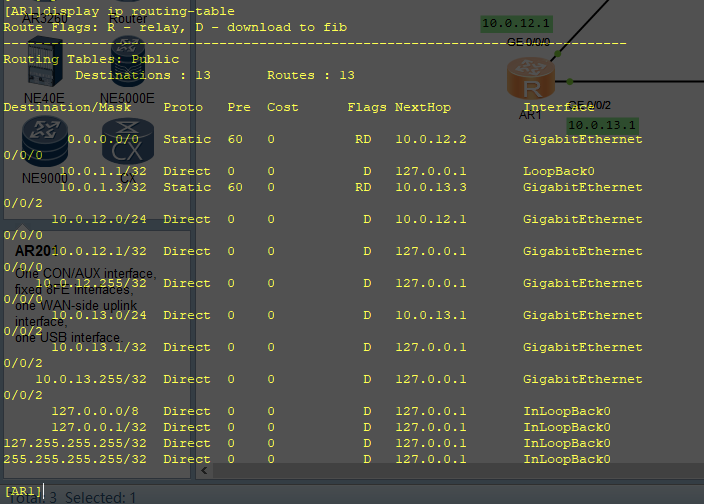 [AR1]display ip routing-table
AR3260 Router
Route Flags: R - relay, D - download to fib
------------------------------------------------------------------------------
Routing Tables: Public
Destinations : 13 Routes : 13
NE40E NE5000E
Destination/Mask Proto Pre Cost Flags NextHop Interface
0.0.0.0/0 Static 60 0 RD 10.0.12.2 GigabitEthernet
0/0/0
10.0.1.1/32 Direct 0 0 D 127.0.0.1 LoopBack0
NE9000 CX
10.0.1.3/32 Static 60 0 RD 10.0.13.3 GigabitEthernet
0/0/2
10.0.12.0/24 Direct 0 0 D 10.0.12.1 GigabitEthernet
0/0/0
10.0.12.1/32 Direct 0 0 D 127.0.0.1 GigabitEthernet
0/0/0
10.0.12.255/32 Direct 0 0 D 127.0.0.1 GigabitEthernet
0/0/0
10.0.13.0/24 Direct 0 0 D 10.0.13.1 GigabitEthernet
0/0/2
10.0.13.1/32 Direct 0 0 D 127.0.0.1 GigabitEthernet
0/0/2
10.0.13.255/32 Direct 0 0 D 127.0.0.1 GigabitEthernet
0/0/2
127.0.0.0/8 Direct 0 0 D 127.0.0.1 InLoopBack0
127.0.0.1/32 Direct 0 0 D 127.0.0.1 InLoopBack0
127.255.255.255/32 Direct 0 0 D 127.0.0.1 InLoopBack0
255.255.255.255/32 Direct 0 0 D 127.0.0.1 InLoopBack0
[AR1]
10.0.12.1
GE 0/0/0
R
AR1
GE 0/0/2
10.0.13.1
CX
AR201
One CON/AUX interface,
fixed 8FE interfaces,
one WAN-side uplink
interface,
one USB interface.
Total: 3 Selected: 1